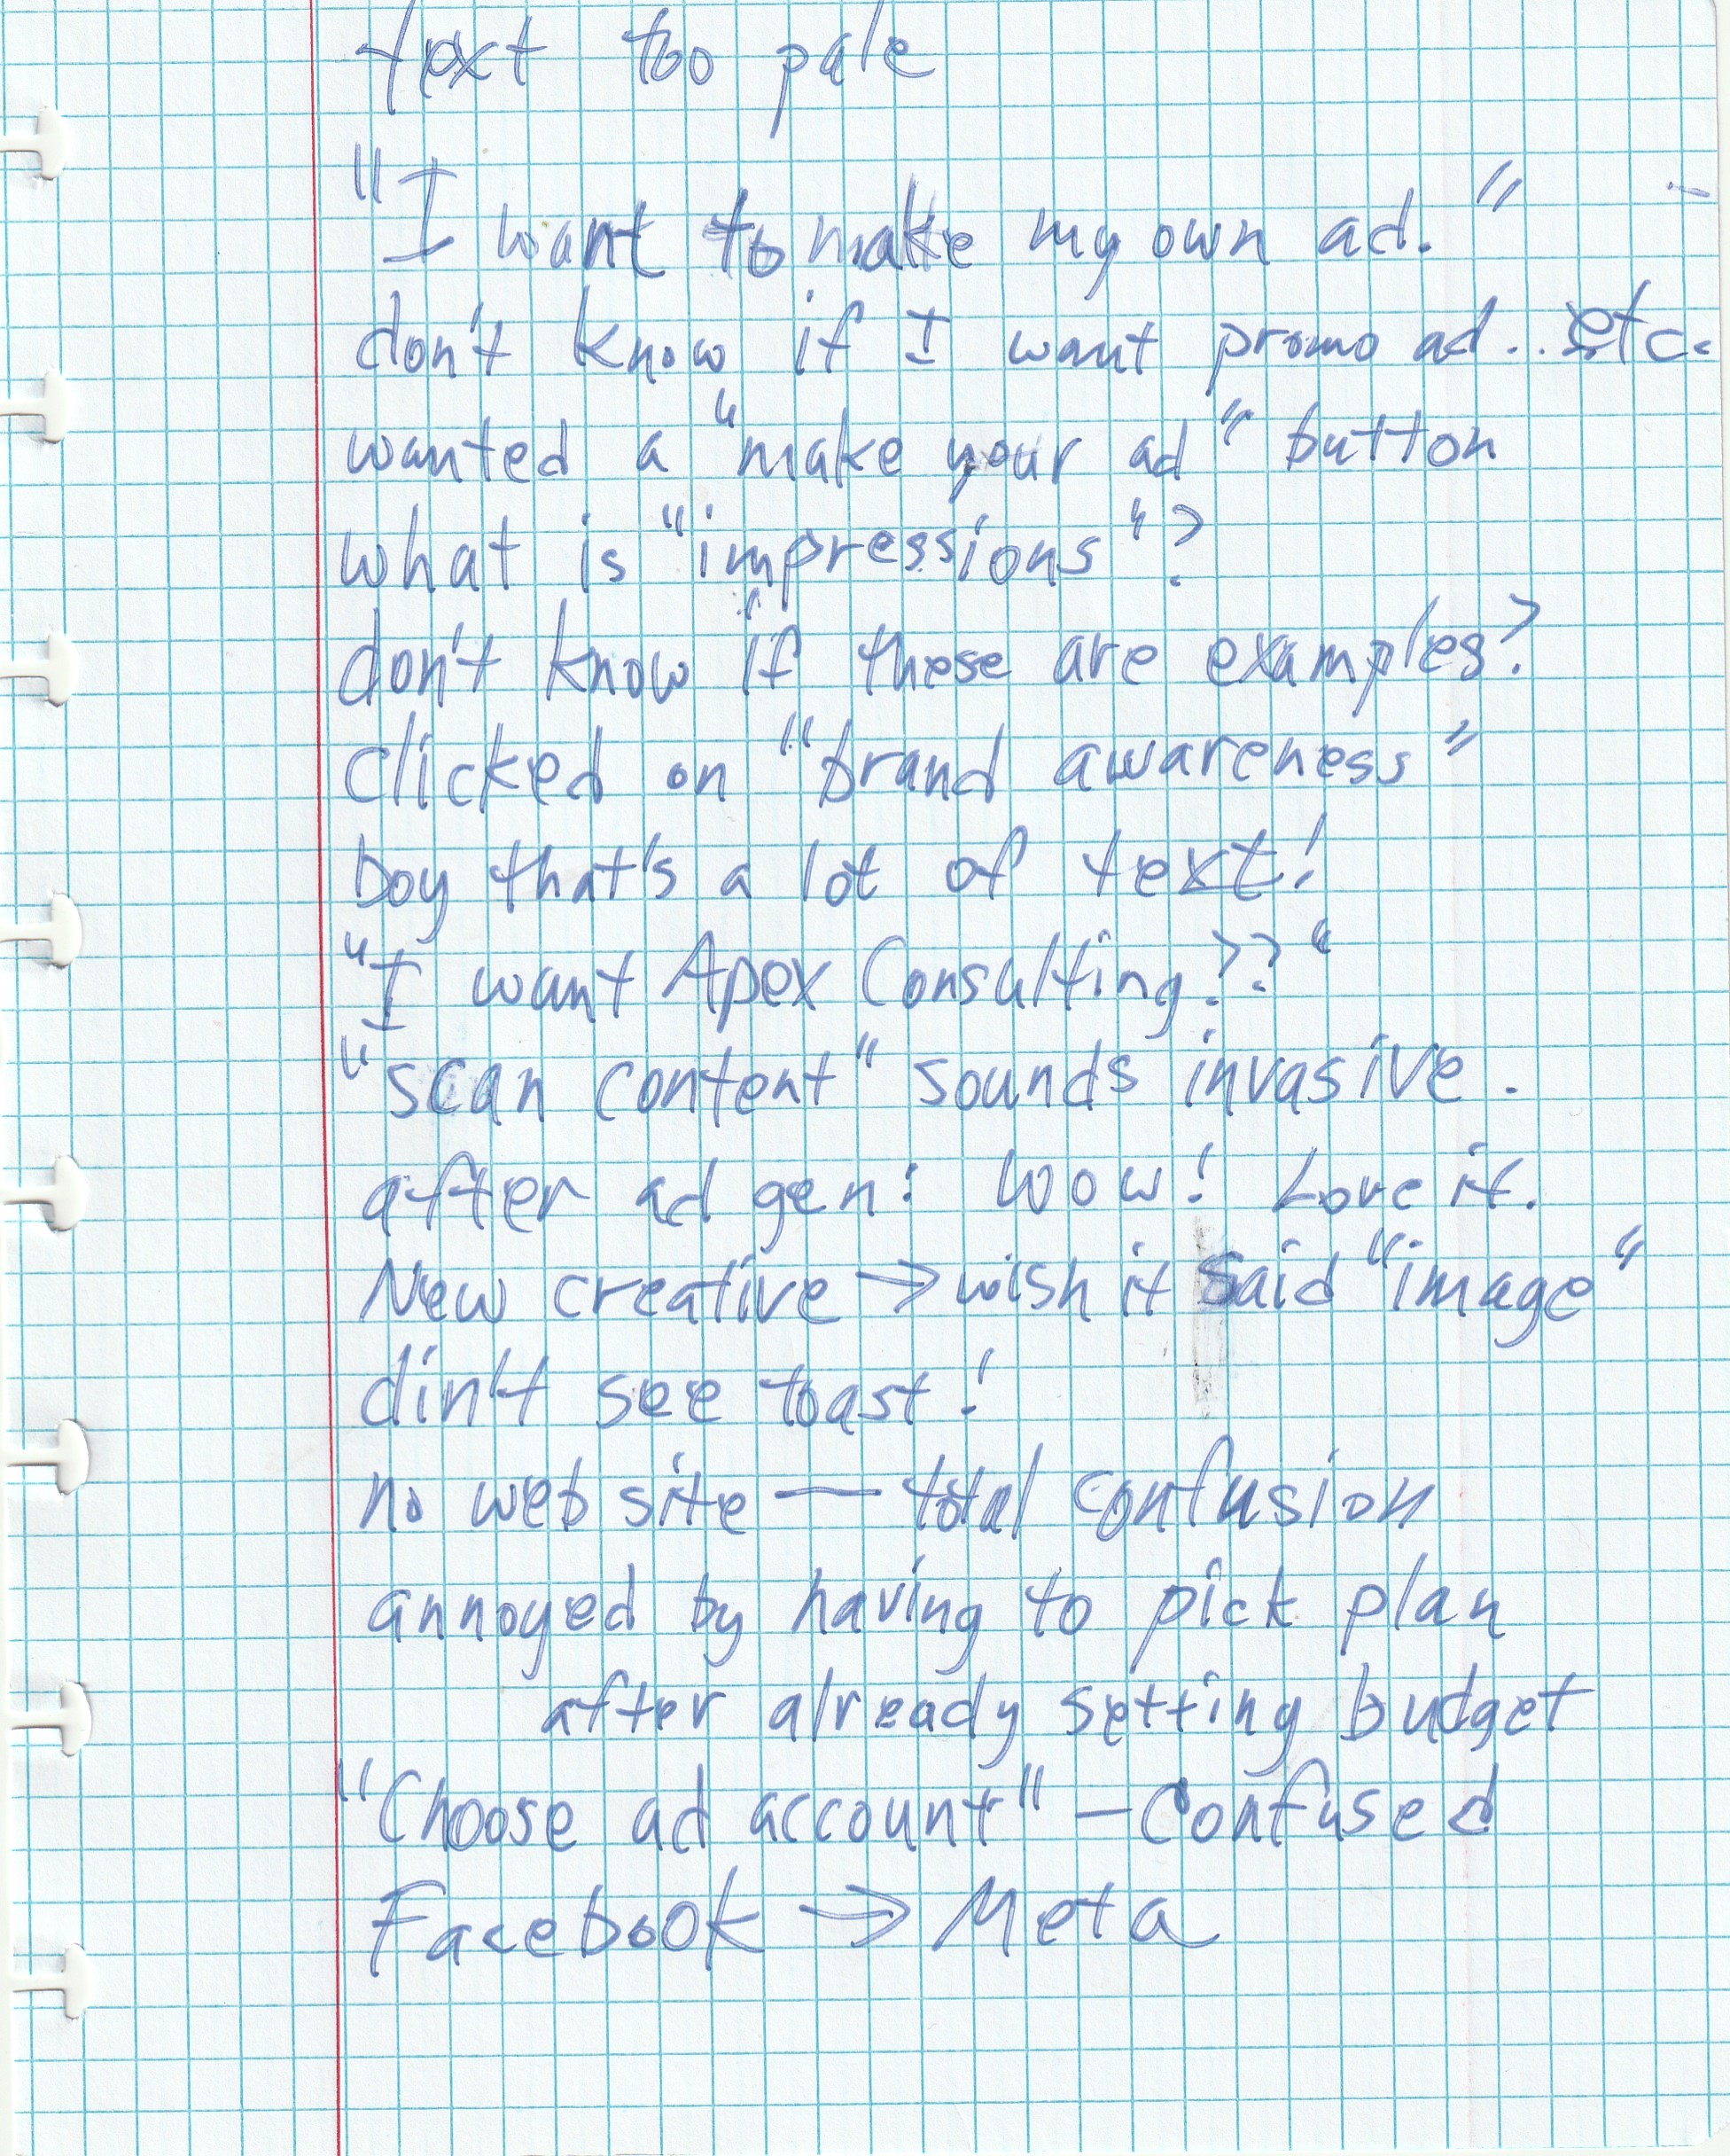 text too pale
"I want to make my own ad."
don't know if I want promo ad... etc.
wanted a "make your ad" button
what is "impressions"?
don't know if these are examples?
clicked on "brand awareness"
boy that's a lot of text!
"I want Apex Consulting??"
"scan content" sounds invasive.
after ad gen: Wow! Love it.
New creative → wish it said "image"
din't see toast!
no web site — total confusion
annoyed by having to pick plan
after already setting budget
"Choose ad account" - Confused
Facebook → Meta